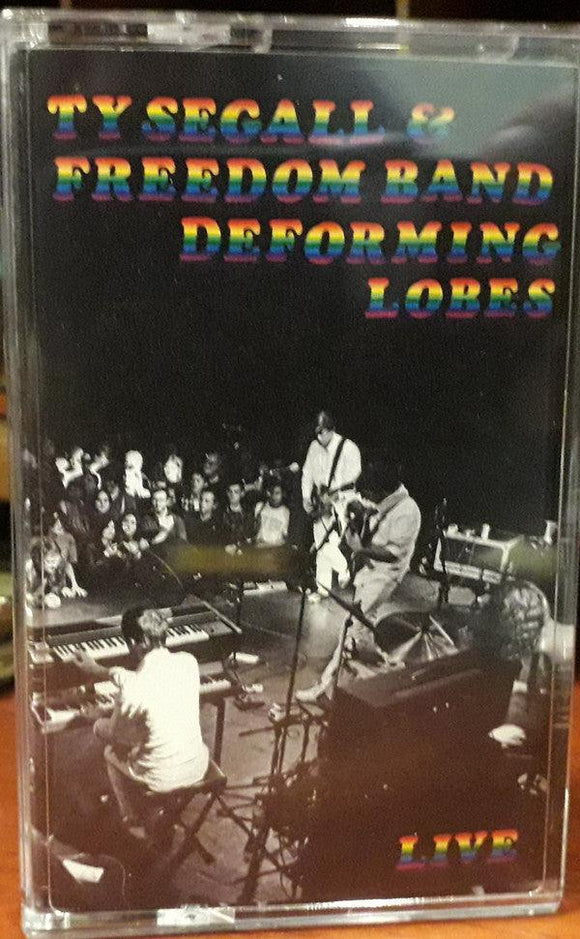 TY SEGALL &
FREEDOM BAND
DEFORMING
LOBES
LIVE